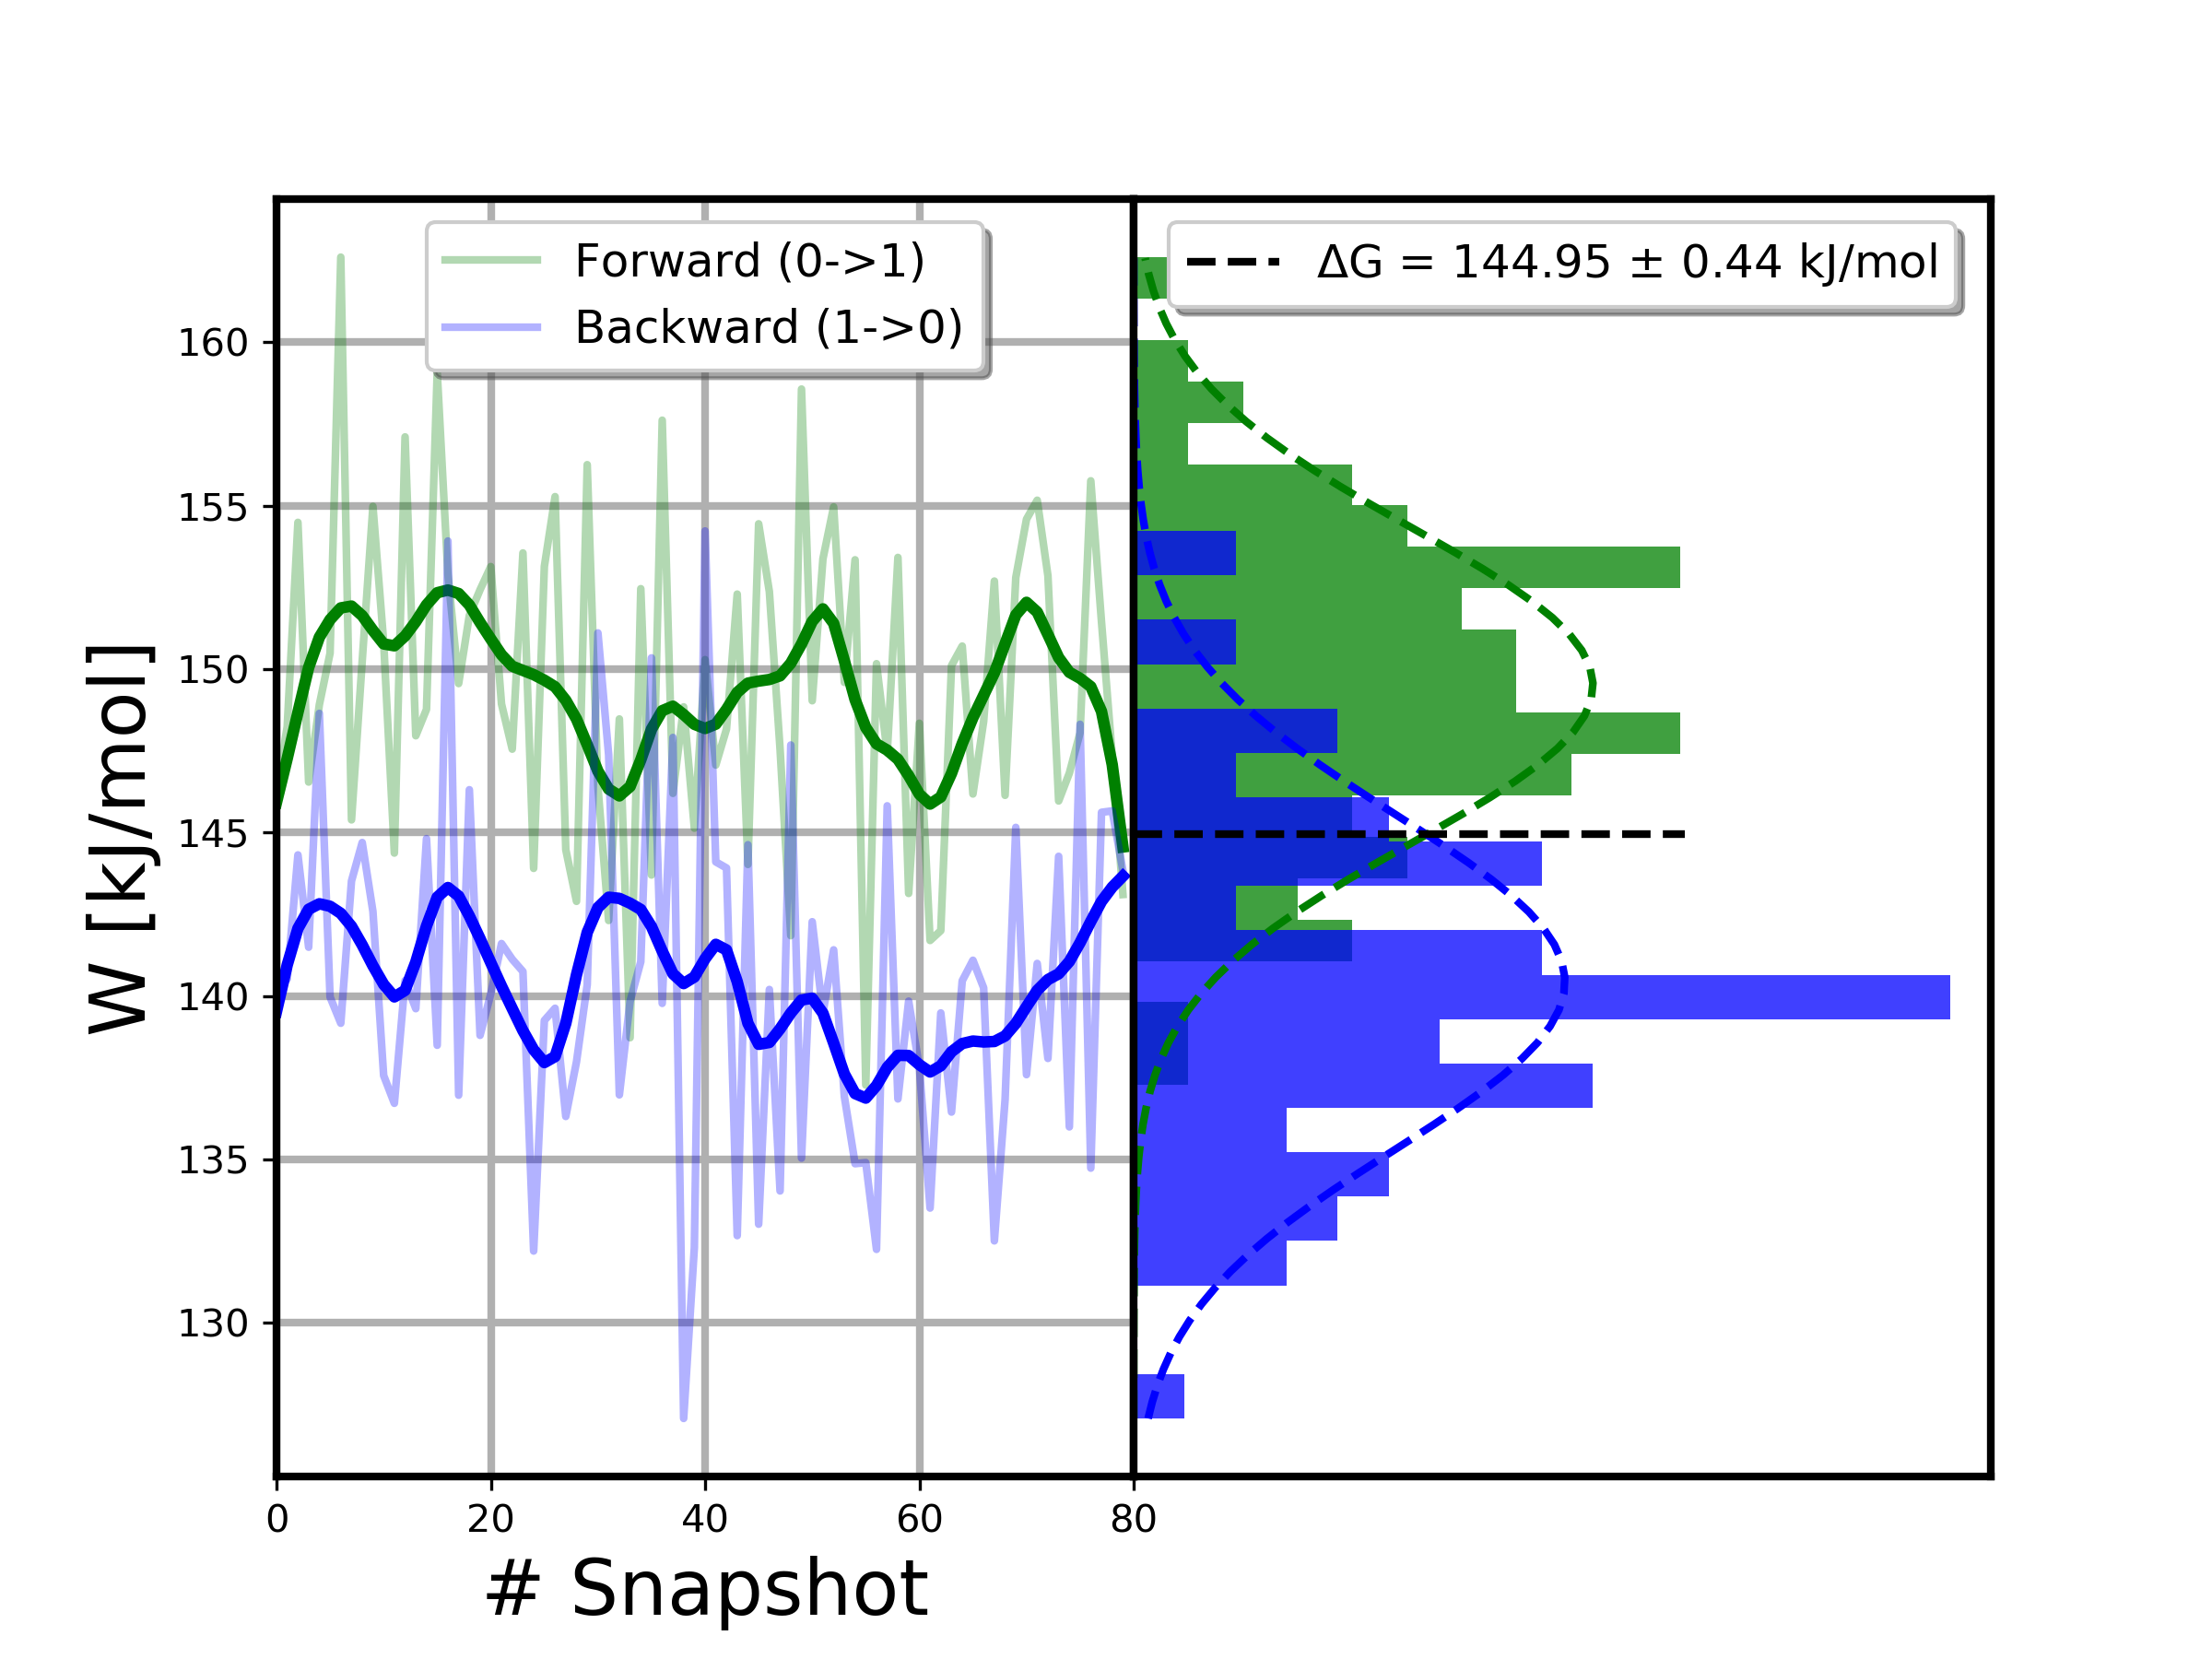 Forward (0->1)
Backward (1->0)
ΔG = 144.95 ± 0.44 kJ/mol
W [kJ/mol]
160
155
150
145
140
135
130
0 20 40 60 80
# Snapshot